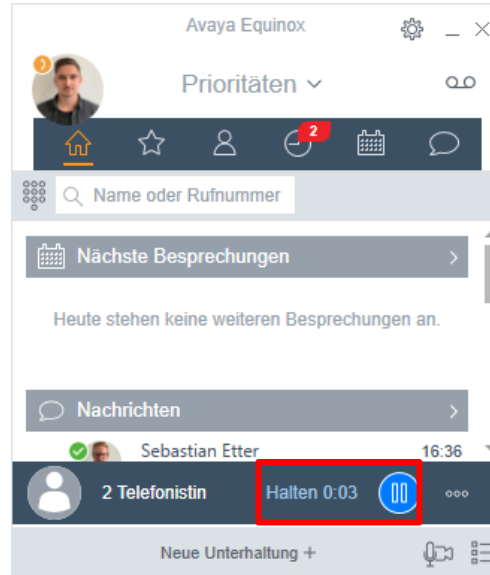 Avaya Equinox
Prioritäten
2
Name oder Rufnummer
Nächste Besprechungen
Heute stehen keine weiteren Besprechungen an.
Nachrichten
Sebastian Etter 16:36
2 Telefonistin Halten 0:03
Neue Unterhaltung +